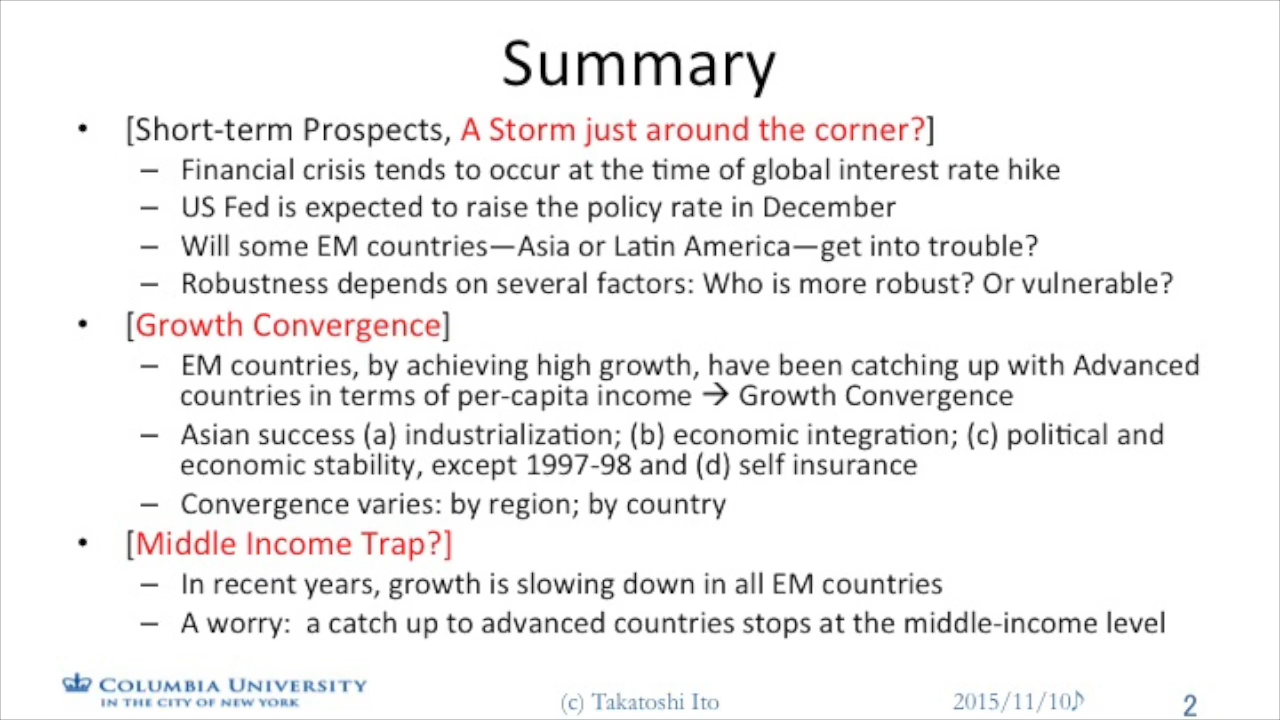 Summary
• [Short-term Prospects, A Storm just around the corner?]
– Financial crisis tends to occur at the time of global interest rate hike
– US Fed is expected to raise the policy rate in December
– Will some EM countries—Asia or Latin America—get into trouble?
– Robustness depends on several factors: Who is more robust? Or vulnerable?
• [Growth Convergence]
– EM countries, by achieving high growth, have been catching up with Advanced
countries in terms of per-capita income → Growth Convergence
– Asian success (a) industrialization; (b) economic integration; (c) political and
economic stability, except 1997-98 and (d) self insurance
– Convergence varies: by region; by country
• [Middle Income Trap?]
– In recent years, growth is slowing down in all EM countries
– A worry:  a catch up to advanced countries stops at the middle-income level
COLUMBIA UNIVERSITY
IN THE CITY OF NEW YORK
(c) Takatoshi Ito
2015/11/10♪
2